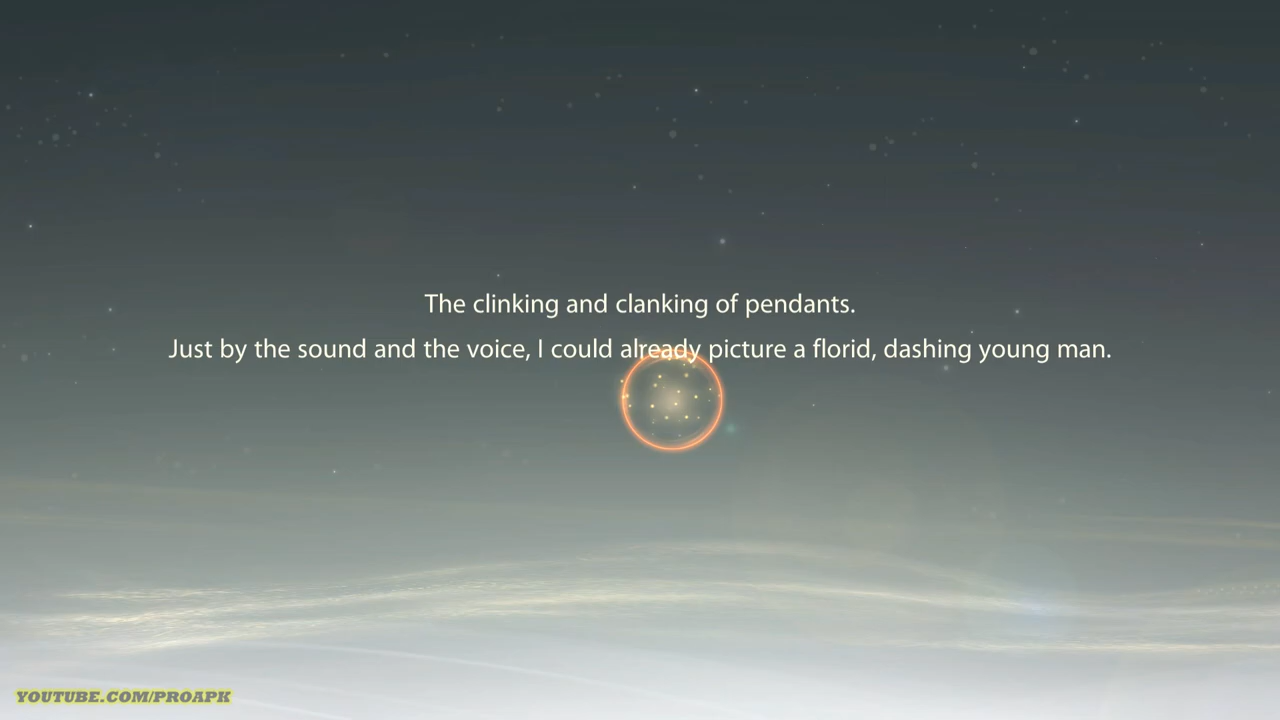 The clinking and clanking of pendants.
Just by the sound and the voice, I could already picture a florid, dashing young man.
YOUTUBE.COM/PROAPK